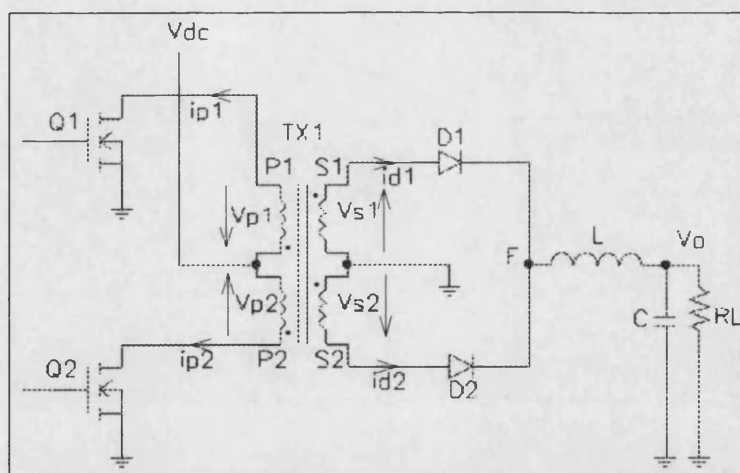 Vdc
Q1
ip1
TX1
D1
P1
S1
id1
Vp1
Vs1
L
Vo
F
Vp2
Vs2
C
RL
Q2
ip2
P2
S2
id2
D2